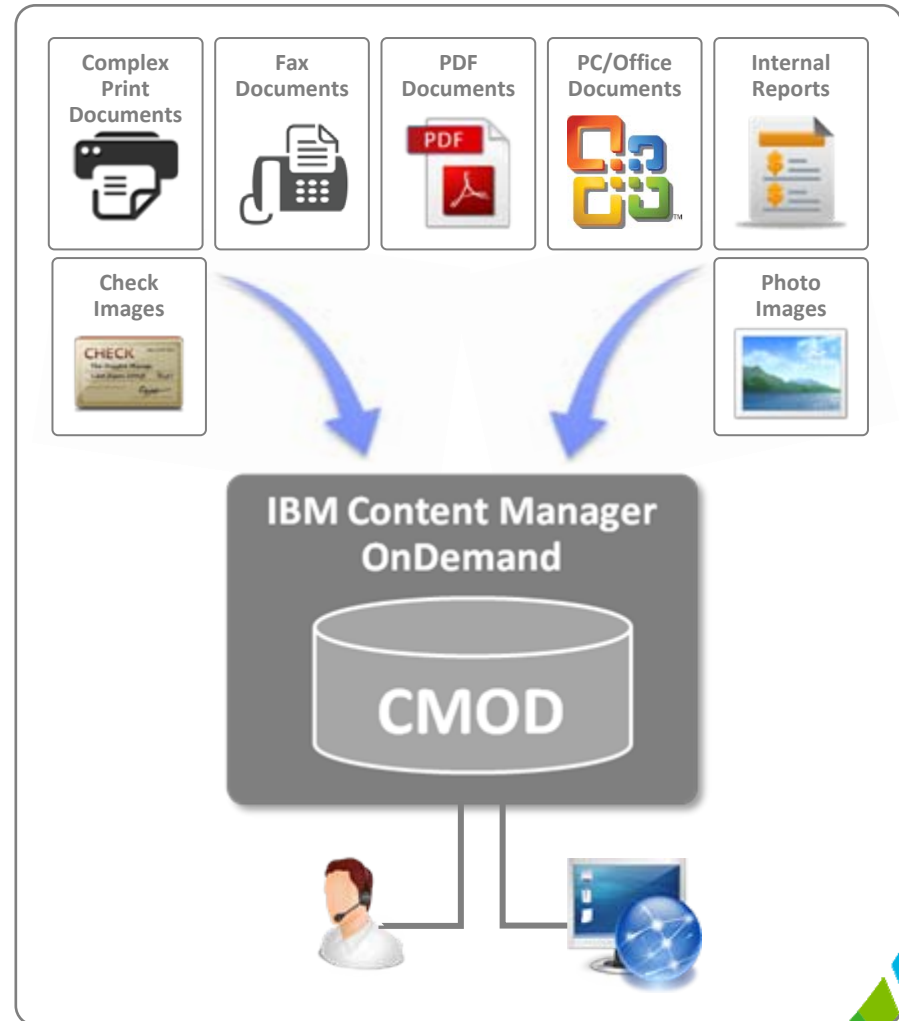 Complex
Print
Documents
Fax
Documents
PDF
Documents
PC/Office
Documents
Internal
Reports
PDF
TM
Check
Images
CHECK
Photo
Images
IBM Content Manager
OnDemand
CMOD